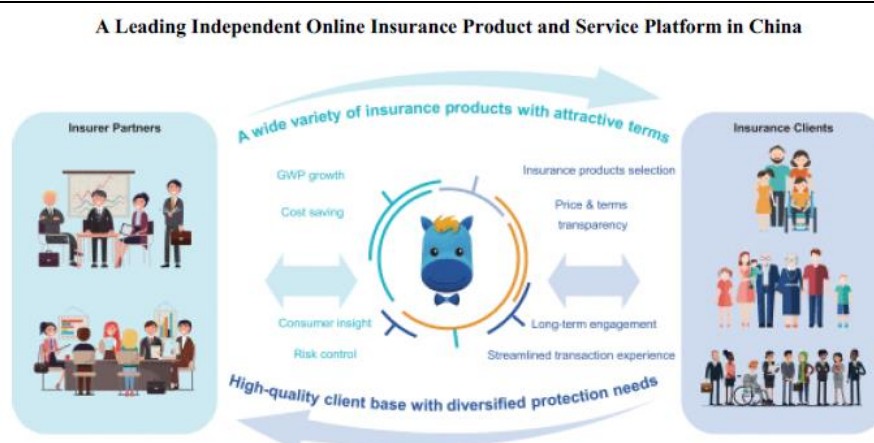 A Leading Independent Online Insurance Product and Service Platform in China
Insurer Partners
A wide variety of insurance products with attractive terms
Insurance Clients
GWP growth
Cost saving
Insurance products selection
Price & terms
transparency
Consumer insight
Risk control
Long-term engagement
Streamlined transaction experience
High-quality client base with diversified protection needs